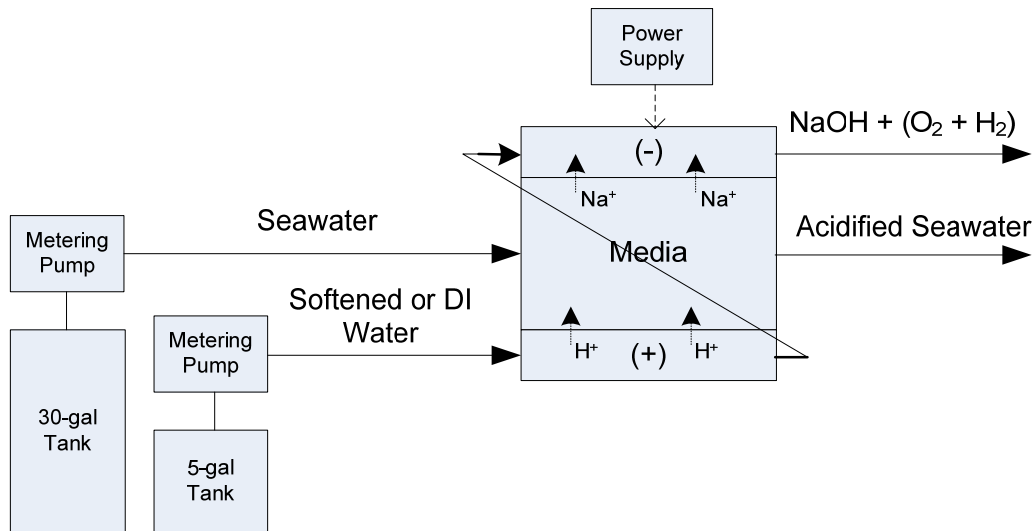 Power
Supply
NaOH + (O₂ + H₂)
(-)
Na⁺ Na⁺
Seawater
Metering
Pump
Acidified Seawater
Media
Softened or DI
Water
Metering
Pump
H⁺ (+) H⁺
30-gal
Tank
5-gal
Tank